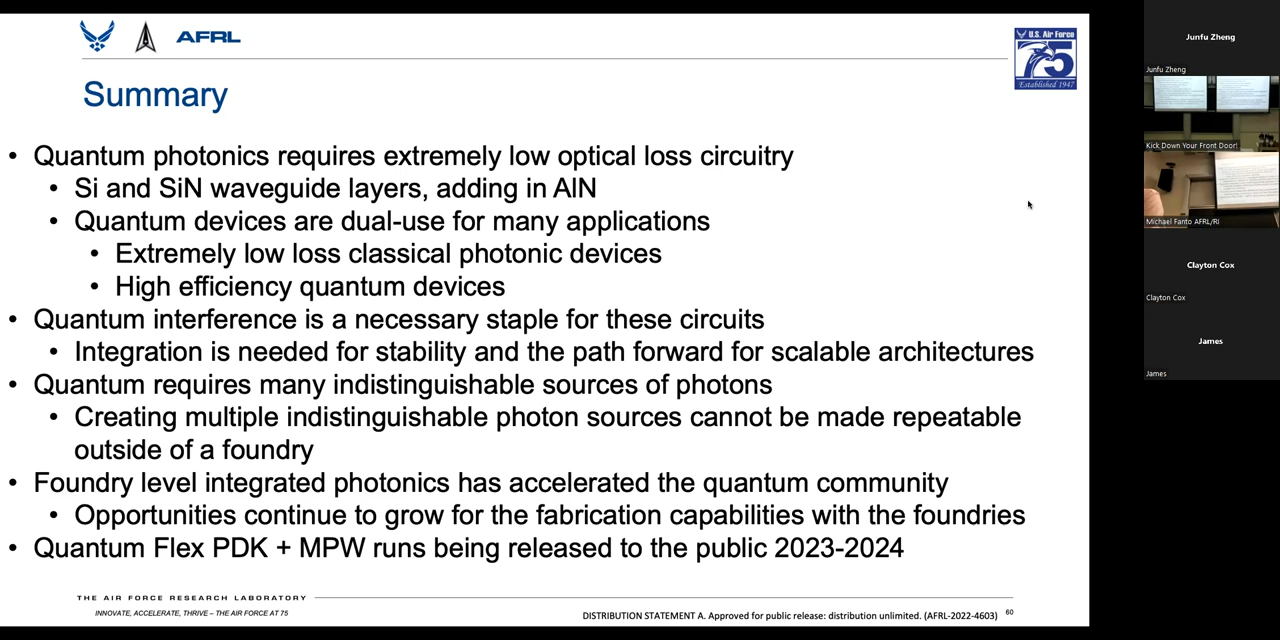 AFRL
U.S. Air Force
75
Established 1947
Summary
• Quantum photonics requires extremely low optical loss circuitry
• Si and SiN waveguide layers, adding in AlN
• Quantum devices are dual-use for many applications
• Extremely low loss classical photonic devices
• High efficiency quantum devices
• Quantum interference is a necessary staple for these circuits
• Integration is needed for stability and the path forward for scalable architectures
• Quantum requires many indistinguishable sources of photons
• Creating multiple indistinguishable photon sources cannot be made repeatable
outside of a foundry
• Foundry level integrated photonics has accelerated the quantum community
• Opportunities continue to grow for the fabrication capabilities with the foundries
• Quantum Flex PDK + MPW runs being released to the public 2023-2024
THE AIR FORCE RESEARCH LABORATORY
INNOVATE, ACCELERATE, THRIVE – THE AIR FORCE AT 75
DISTRIBUTION STATEMENT A. Approved for public release: distribution unlimited. (AFRL-2022-4603) 60
Junfu Zheng
Junfu Zheng
Kick Down Your Front Door!
Michael Fanto AFRL/RI
Clayton Cox
Clayton Cox
James
James